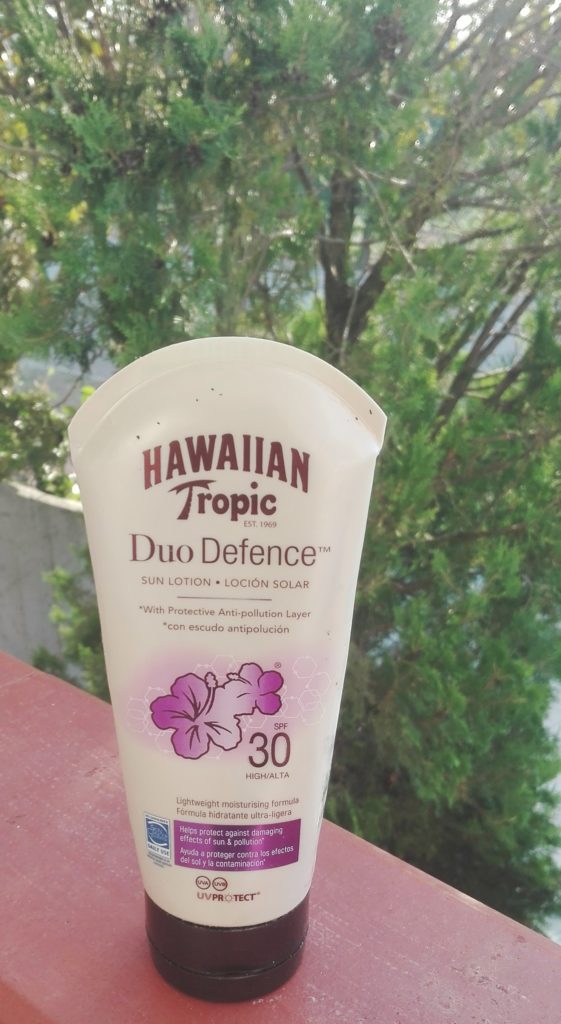 HAWAIIAN
Tropic
EST. 1969
Duo Defence™
SUN LOTION • LOCIÓN SOLAR
*With Protective Anti-pollution Layer
*con escudo antipolución
®
SPF
30
HIGH/ALTA
Lightweight moisturising formula
Fórmula hidratante ultra-ligera
Helps protect against damaging
effects of sun & pollution*
Ayuda a proteger contra los efectos
del sol y la contaminación*
DAILY USE
UVA UVB
UVPROTECT®